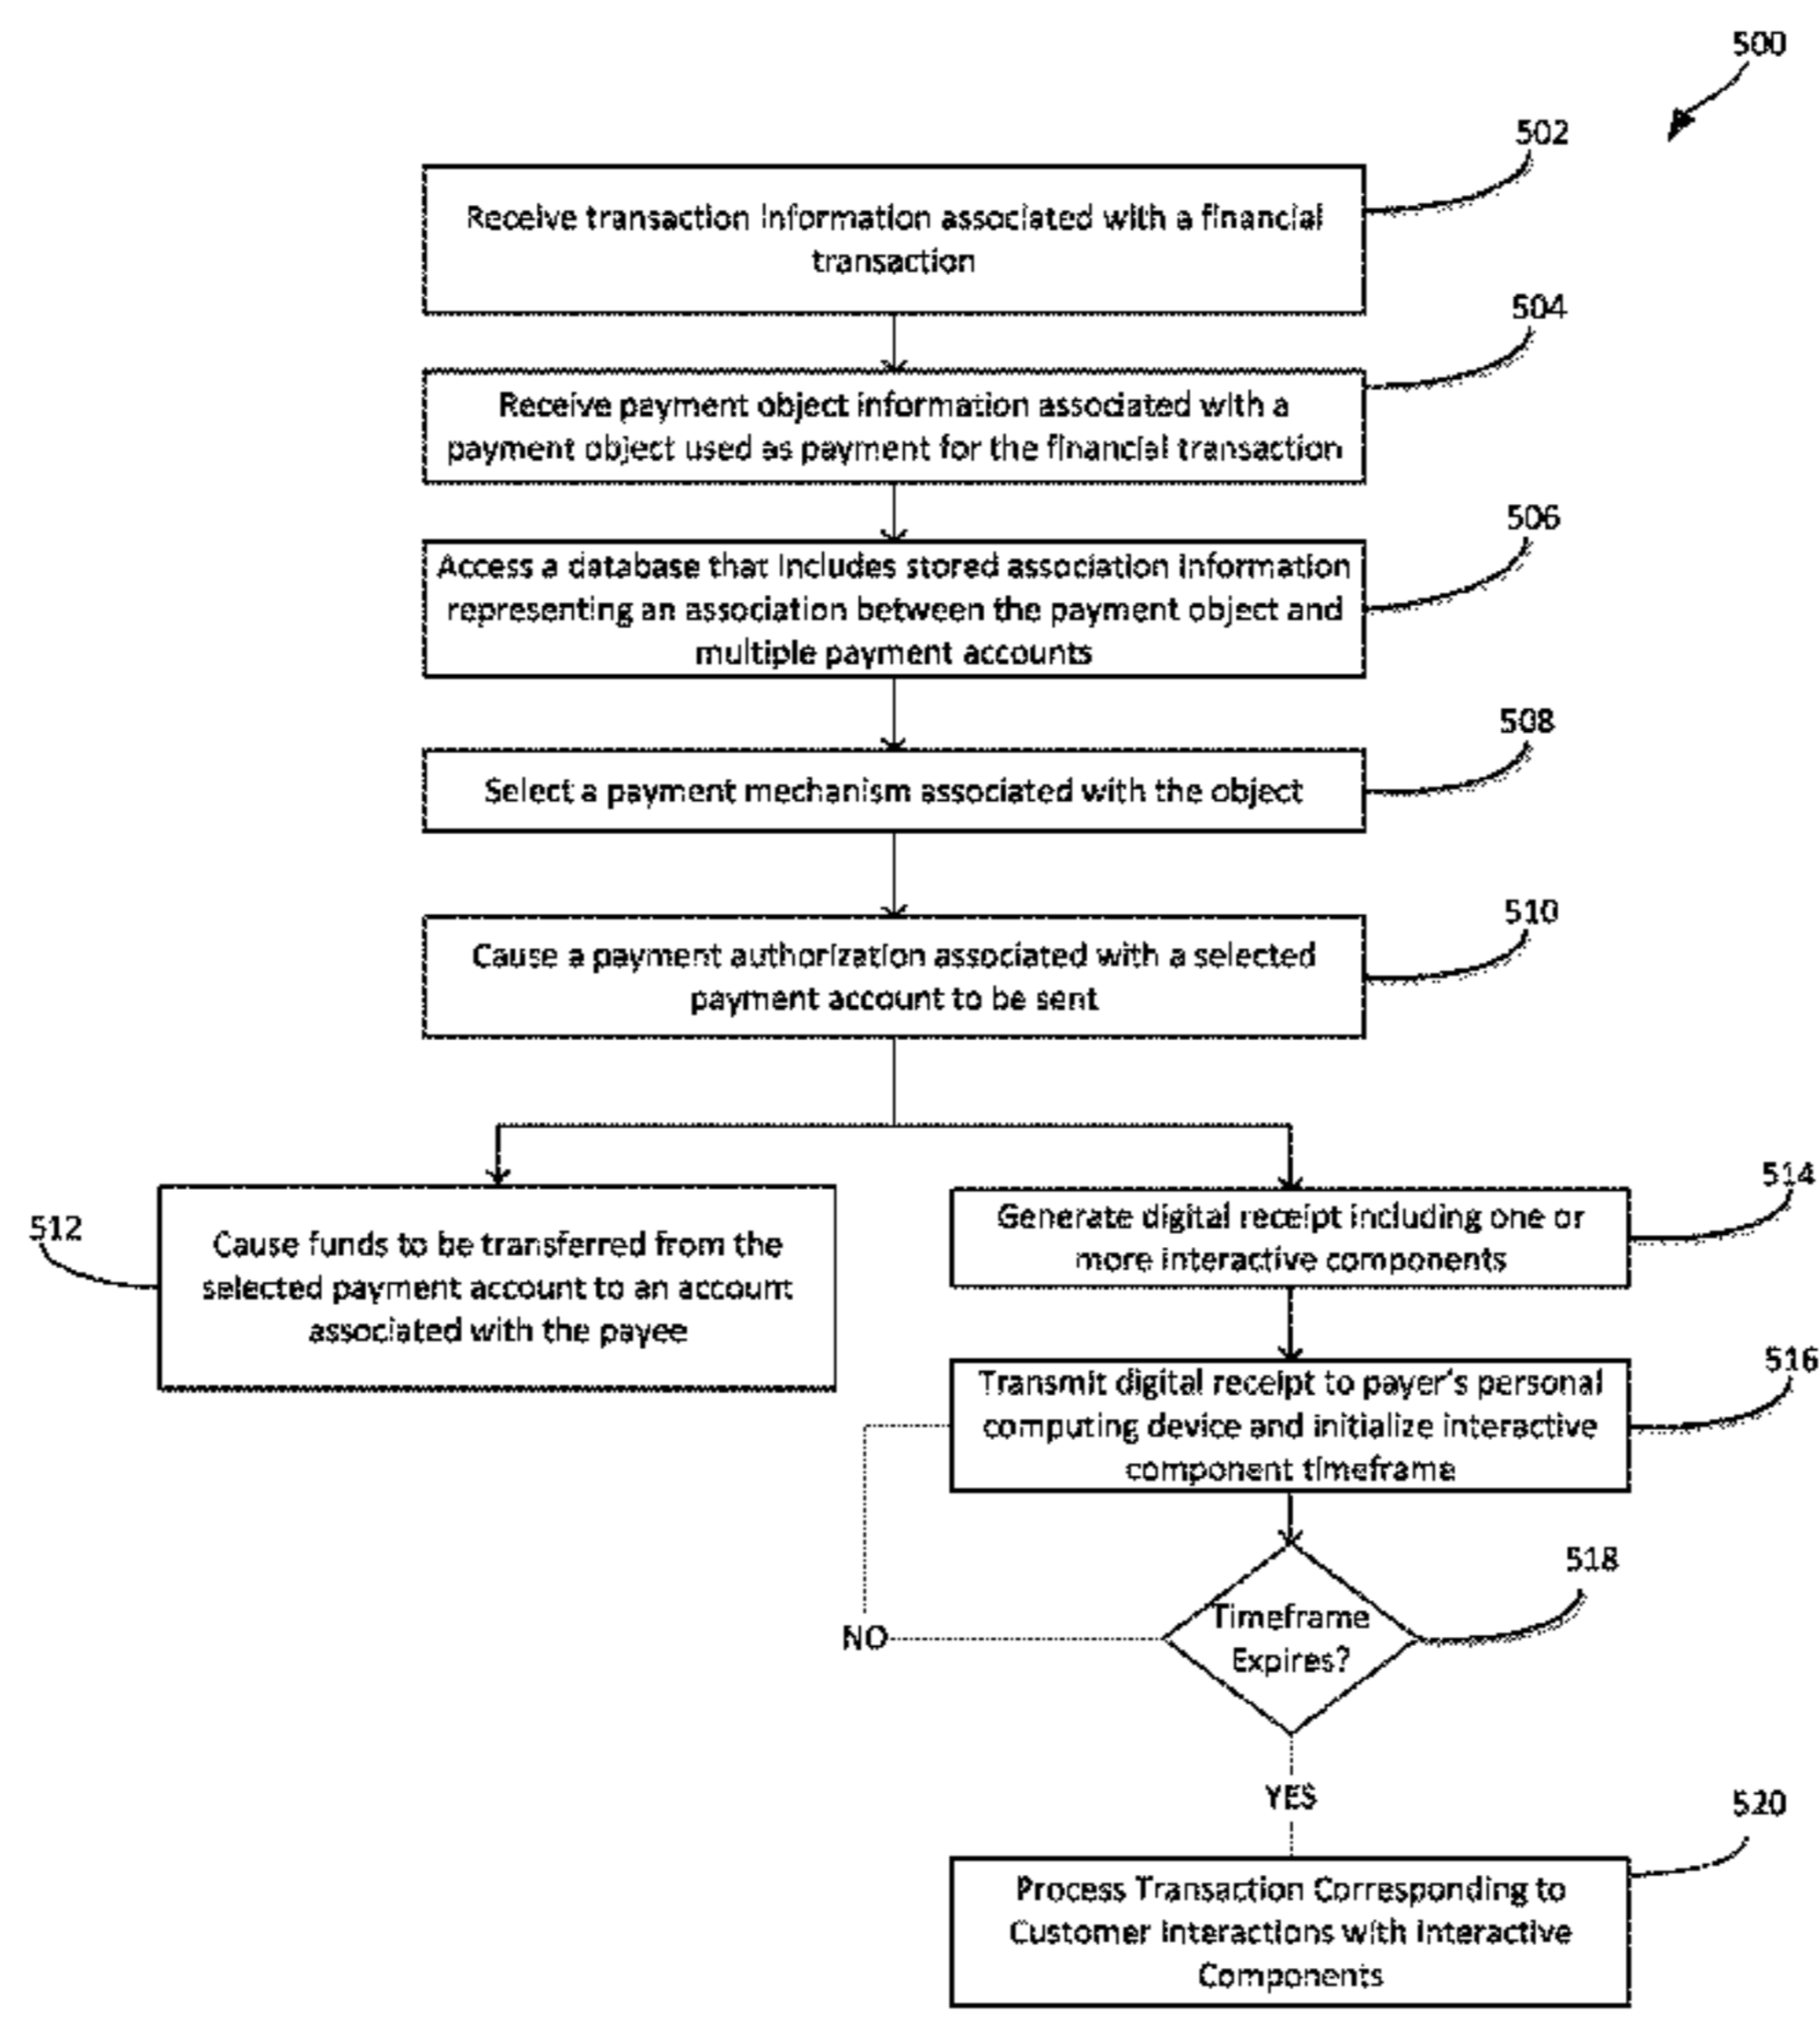 500
502
Receive transaction information associated with a financial
transaction
504
Receive payment object information associated with a
payment object used as payment for the financial transaction
506
Access a database that includes stored association information
representing an association between the payment object and
multiple payment accounts
508
Select a payment mechanism associated with the object
510
Cause a payment authorization associated with a selected
payment account to be sent
512
Cause funds to be transferred from the
selected payment account to an account
associated with the payee
514
Generate digital receipt including one or
more interactive components
516
Transmit digital receipt to payer's personal
computing device and initialize interactive
component timeframe
518
Timeframe
Expires?
NO
YES
520
Process Transaction Corresponding to
Customer Interactions with Interactive
Components